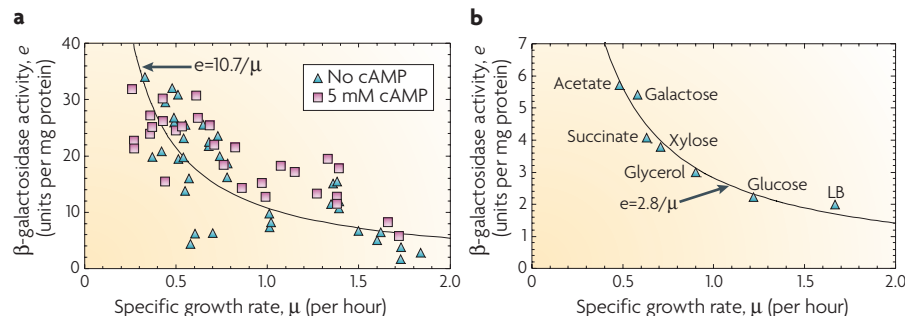 a
β-galactosidase activity, e
(units per mg protein)
40
30
20
10
0
e=10.7/μ
No cAMP
5 mM cAMP
0 0.5 1.0 1.5 2.0
Specific growth rate, μ (per hour)
b
β-galactosidase activity, e
(units per mg protein)
7
6
5
4
3
2
1
0
Acetate
Galactose
Succinate
Xylose
Glycerol
Glucose
LB
e=2.8/μ
0 0.5 1.0 1.5 2.0
Specific growth rate, μ (per hour)